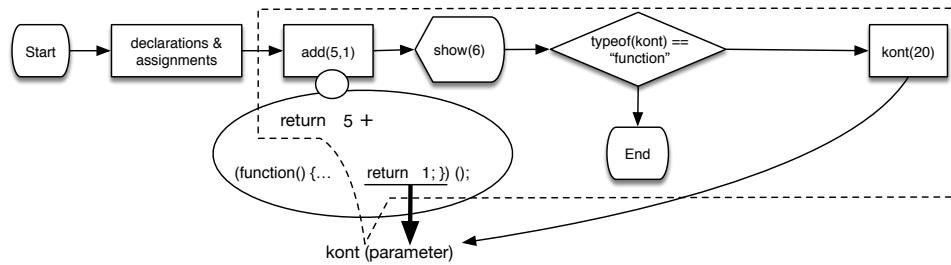 Start
declarations &
assignments
add(5,1)
show(6)
typeof(kont) ==
“function”
kont(20)
return 5 +
End
(function() {… return 1; }) ();
kont (parameter)